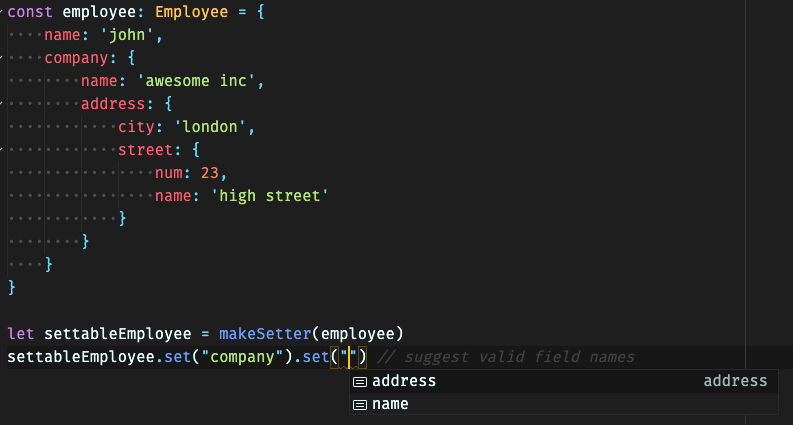 const employee: Employee = {
name: 'john',
company: {
name: 'awesome inc',
address: {
city: 'london',
street: {
num: 23,
name: 'high street'
}
}
}
}
let settableEmployee = makeSetter(employee)
settableEmployee.set("company").set("") // suggest valid field names
address address
name